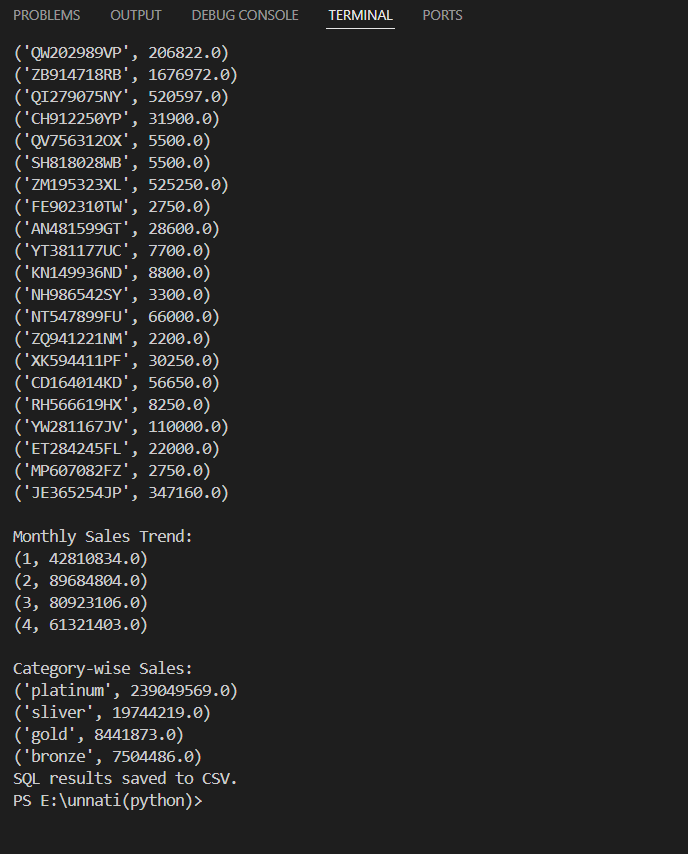 PROBLEMS OUTPUT DEBUG CONSOLE TERMINAL PORTS
('QW202989VP', 206822.0)
('ZB914718RB', 1676972.0)
('QI279075NY', 520597.0)
('CH912250YP', 31900.0)
('QV756312OX', 5500.0)
('SH818028WB', 5500.0)
('ZM195323XL', 525250.0)
('FE902310TW', 2750.0)
('AN481599GT', 28600.0)
('YT381177UC', 7700.0)
('KN149936ND', 8800.0)
('NH986542SY', 3300.0)
('NT547899FU', 66000.0)
('ZQ941221NM', 2200.0)
('XK594411PF', 30250.0)
('CD164014KD', 56650.0)
('RH566619HX', 8250.0)
('YW281167JV', 110000.0)
('ET284245FL', 22000.0)
('MP607082FZ', 2750.0)
('JE365254JP', 347160.0)
Monthly Sales Trend:
(1, 42810834.0)
(2, 89684804.0)
(3, 80923106.0)
(4, 61321403.0)
Category-wise Sales:
('platinum', 239049569.0)
('sliver', 19744219.0)
('gold', 8441873.0)
('bronze', 7504486.0)
SQL results saved to CSV.
PS E:\unnati(python)>